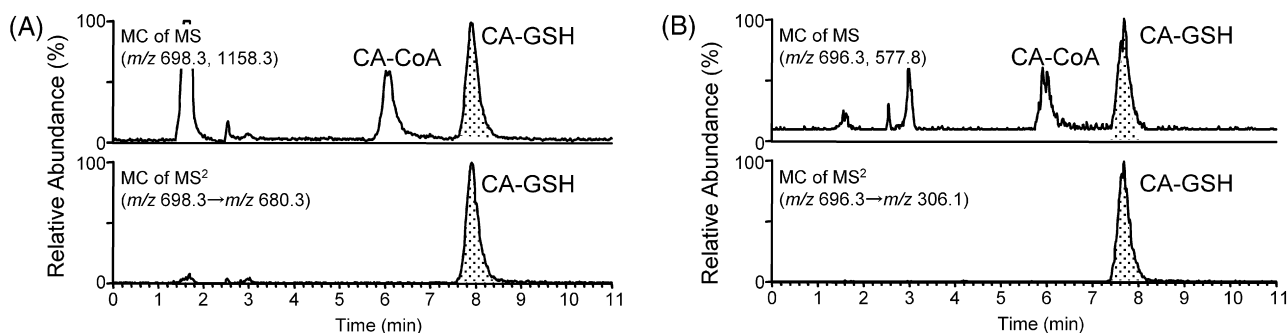 (A)
Relative Abundance (%)
100
0
MC of MS
(m/z 698.3, 1158.3)
CA-CoA
CA-GSH
100
0
MC of MS²
(m/z 698.3→m/z 680.3)
CA-GSH
0 1 2 3 4 5 6 7 8 9 10 11
Time (min)
(B)
Relative Abundance (%)
100
0
MC of MS
(m/z 696.3, 577.8)
CA-CoA
CA-GSH
100
0
MC of MS²
(m/z 696.3→m/z 306.1)
CA-GSH
0 1 2 3 4 5 6 7 8 9 10 11
Time (min)